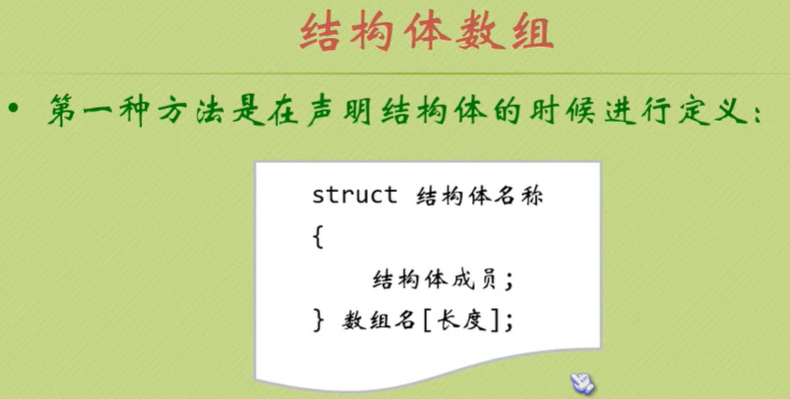 结构体数组
• 第一种方法是在声明结构体的时候进行定义：
struct 结构体名称
{
结构体成员;
} 数组名[长度];